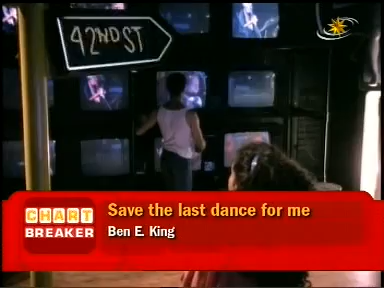 42ND ST
Save the last dance for me
CHART
BREAKER
Ben E. King